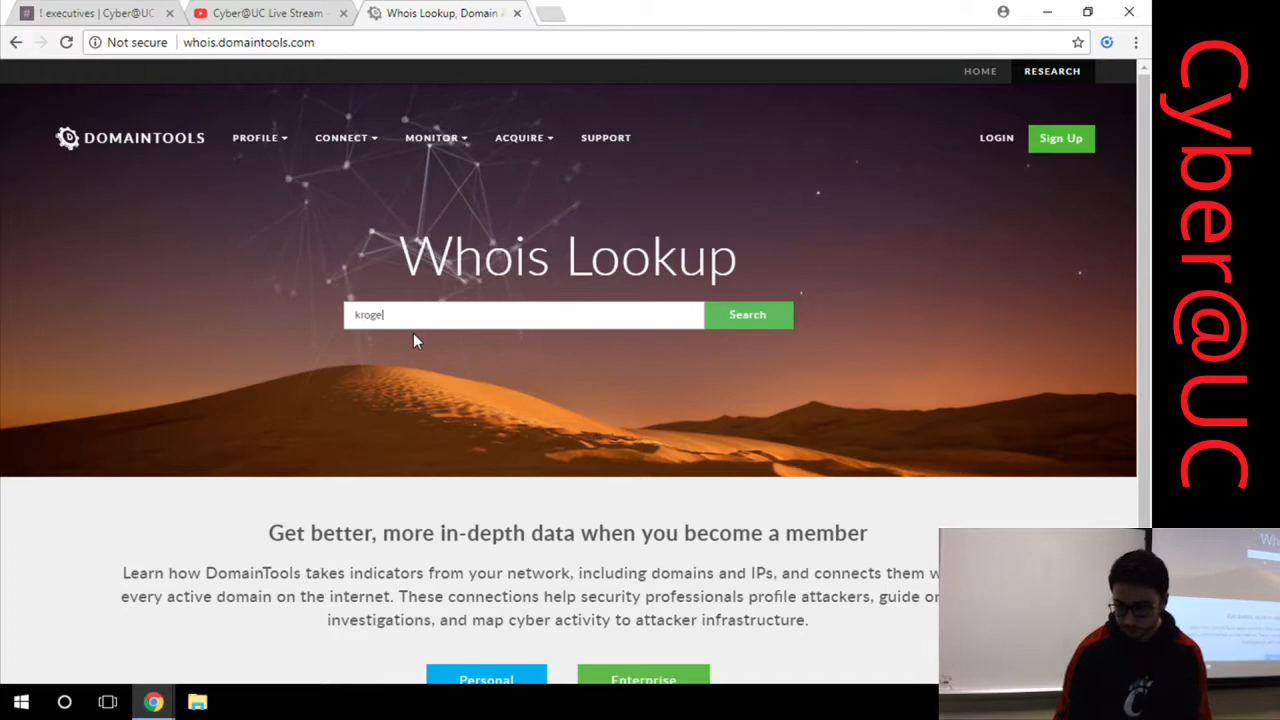 ! executives | Cyber@UC
Cyber@UC Live Stream -
Whois Lookup, Domain
Not secure
whois.domaintools.com
HOME
RESEARCH
DOMAINTOOLS
PROFILE
CONNECT
MONITOR
ACQUIRE
SUPPORT
LOGIN
Sign Up
Whois Lookup
kroge
Search
Get better, more in-depth data when you become a member
Learn how DomainTools takes indicators from your network, including domains and IPs, and connects them
every active domain on the internet. These connections help security professionals profile attackers, guide
investigations, and map cyber activity to attacker infrastructure.
Personal
Enterprise
Cyber@UC